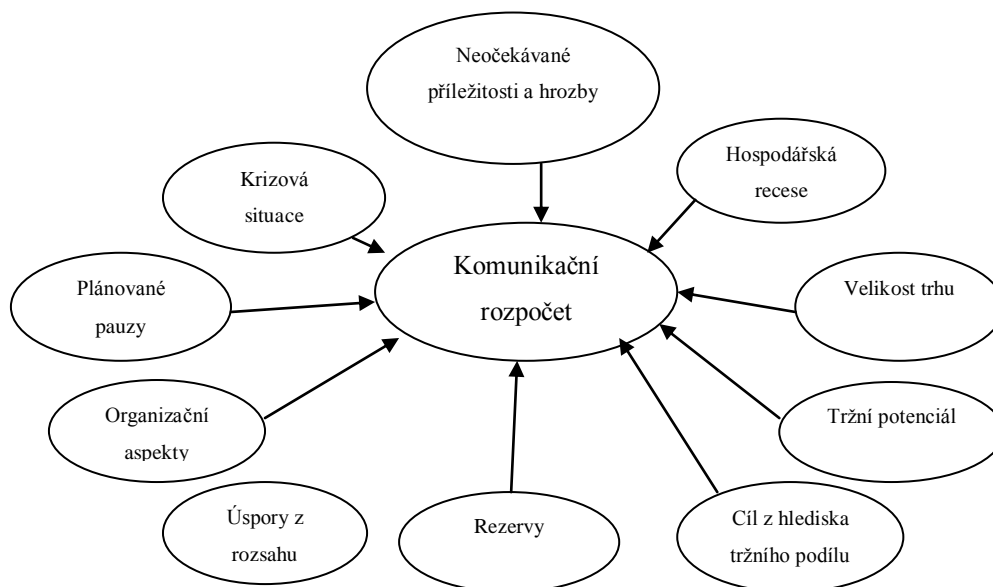 Neočekávané
příležitosti a hrozby
Hospodářská
recese
Krizová
situace
Komunikační
rozpočet
Plánované
pauzy
Velikost trhu
Organizační
aspekty
Tržní potenciál
Úspory z
rozsahu
Rezervy
Cíl z hlediska
tržního podílu